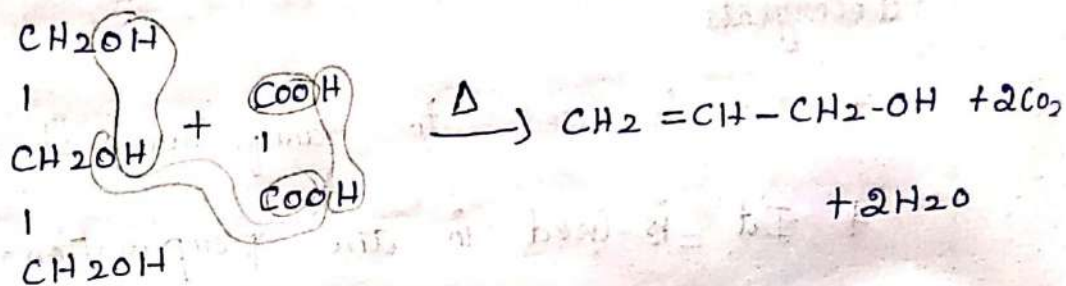 CH2OH
|
CH2OH + COOH | COOH Δ → CH2 = CH - CH2-OH + 2CO2
+ 2H2O
|
CH2OH